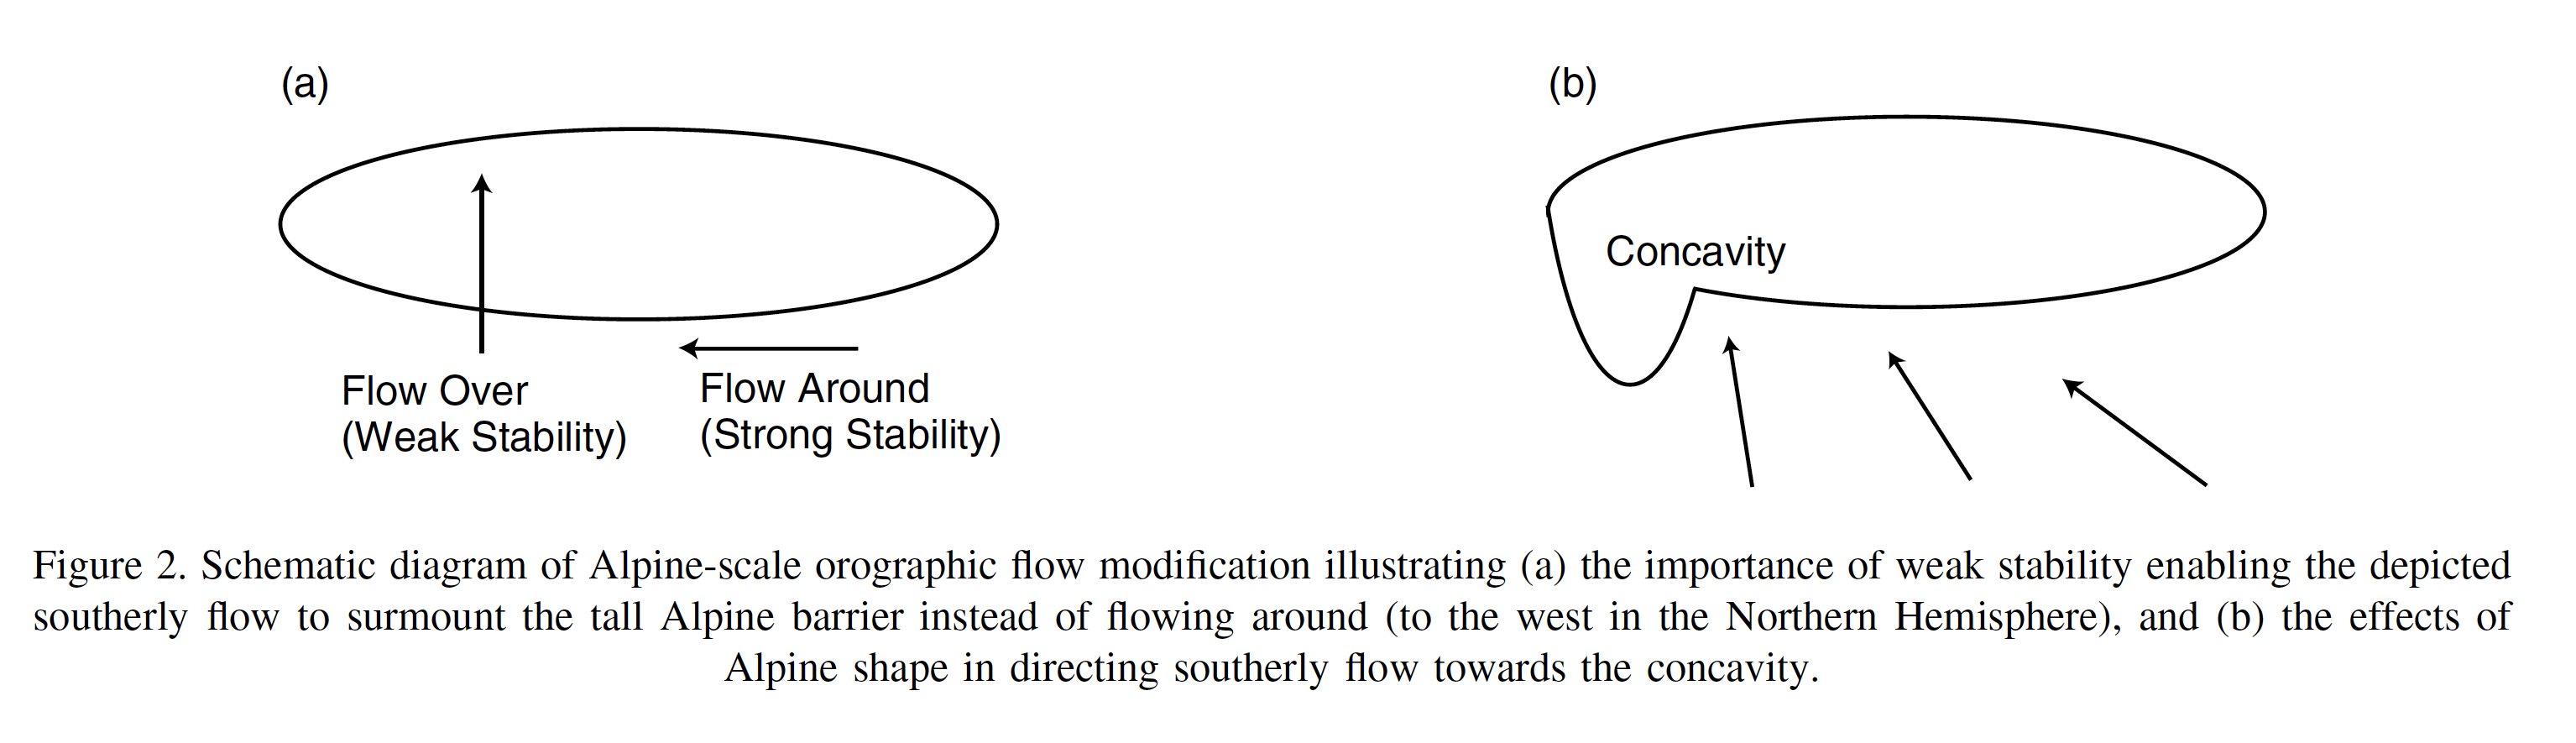 (a)
Flow Over
(Weak Stability)
Flow Around
(Strong Stability)
(b)
Concavity
Figure 2. Schematic diagram of Alpine-scale orographic flow modification illustrating (a) the importance of weak stability enabling the depicted
southerly flow to surmount the tall Alpine barrier instead of flowing around (to the west in the Northern Hemisphere), and (b) the effects of
Alpine shape in directing southerly flow towards the concavity.